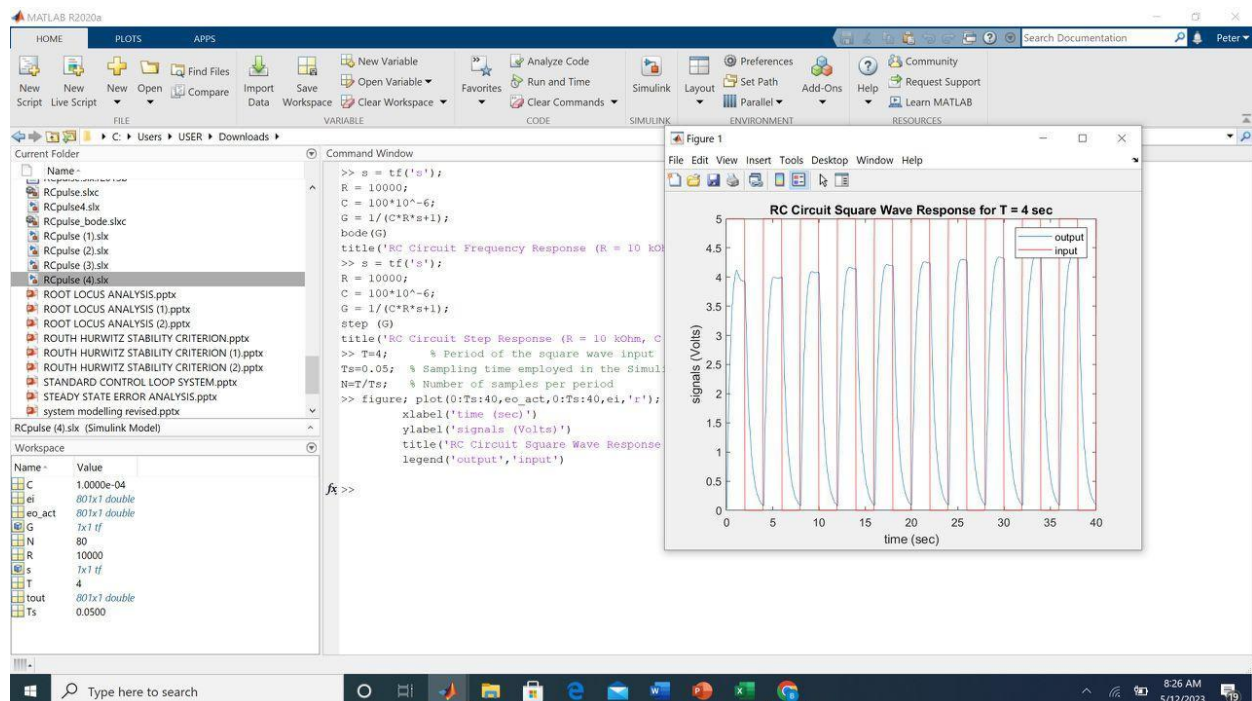 MATLAB R2020a
HOME PLOTS APPS
Search Documentation
Peter
New Script
New Live Script
New
Open
Find Files
Compare
Import Data
Save Workspace
New Variable
Open Variable
Clear Workspace
Favorites
Analyze Code
Run and Time
Clear Commands
Simulink
Layout
Preferences
Set Path
Parallel
Add-Ons
Help
Community
Request Support
Learn MATLAB
FILE VARIABLE CODE SIMULINK ENVIRONMENT RESOURCES
C: Users USER Downloads
Current Folder
Name
RCpulse.slxc
RCpulse4.slx
RCpulse_bode.slxc
RCpulse (1).slx
RCpulse (2).slx
RCpulse (3).slx
RCpulse (4).slx
ROOT LOCUS ANALYSIS.pptx
ROOT LOCUS ANALYSIS (1).pptx
ROOT LOCUS ANALYSIS (2).pptx
ROUTH HURWITZ STABILITY CRITERION.pptx
ROUTH HURWITZ STABILITY CRITERION (1).pptx
ROUTH HURWITZ STABILITY CRITERION (2).pptx
STANDARD CONTROL LOOP SYSTEM.pptx
STEADY STATE ERROR ANALYSIS.pptx
system modelling revised.pptx
RCpulse (4).slx (Simulink Model)
Workspace
Name Value
C 1.0000e-04
ei 801x1 double
eo_act 801x1 double
G 1x1 tf
N 80
R 10000
s 1x1 tf
T 4
tout 801x1 double
Ts 0.0500
Command Window
>> s = tf('s');
R = 10000;
C = 100*10^-6;
G = 1/(C*R*s+1);
bode(G)
title('RC Circuit Frequency Response (R = 10 kO
>> s = tf('s');
R = 10000;
C = 100*10^-6;
G = 1/(C*R*s+1);
step (G)
title('RC Circuit Step Response (R = 10 kOhm, C
>> T=4; % Period of the square wave input
Ts=0.05; % Sampling time employed in the Simul
N=T/Ts; % Number of samples per period
>> figure; plot(0:Ts:40,eo_act,0:Ts:40,ei,'r');
xlabel('time (sec)')
ylabel('signals (Volts)')
title('RC Circuit Square Wave Response
legend('output','input')
fx >>
Figure 1
File Edit View Insert Tools Desktop Window Help
RC Circuit Square Wave Response for T = 4 sec
output
input
signals (Volts)
5
4.5
4
3.5
3
2.5
2
1.5
1
0.5
0
0 5 10 15 20 25 30 35 40
time (sec)
Type here to search
8:26 AM
5/12/2023
19